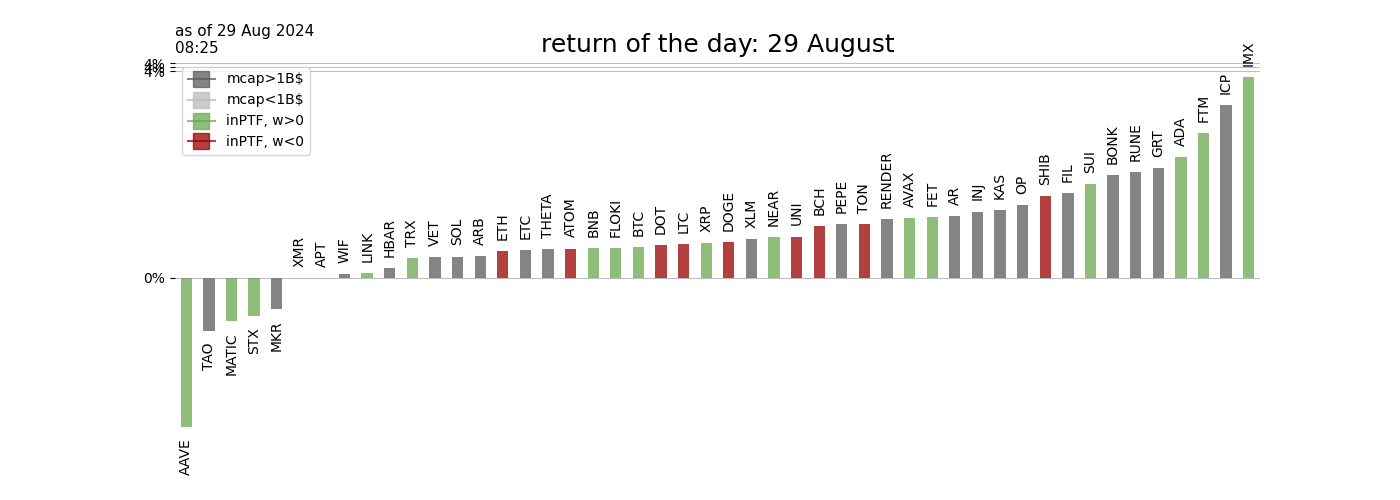 as of 29 Aug 2024
08:25
return of the day: 29 August
4%
4%
mcap>1B$
mcap<1B$
inPTF, w>0
inPTF, w<0
0%
AAVE
TAO
MATIC
STX
MKR
XMR
APT
WIF
LINK
HBAR
TRX
VET
SOL
ARB
ETH
ETC
THETA
ATOM
BNB
FLOKI
BTC
DOT
LTC
XRP
DOGE
XLM
NEAR
UNI
BCH
PEPE
TON
RENDER
AVAX
FET
AR
INJ
KAS
OP
SHIB
FIL
SUI
BONK
RUNE
GRT
ADA
FTM
ICP
IMX